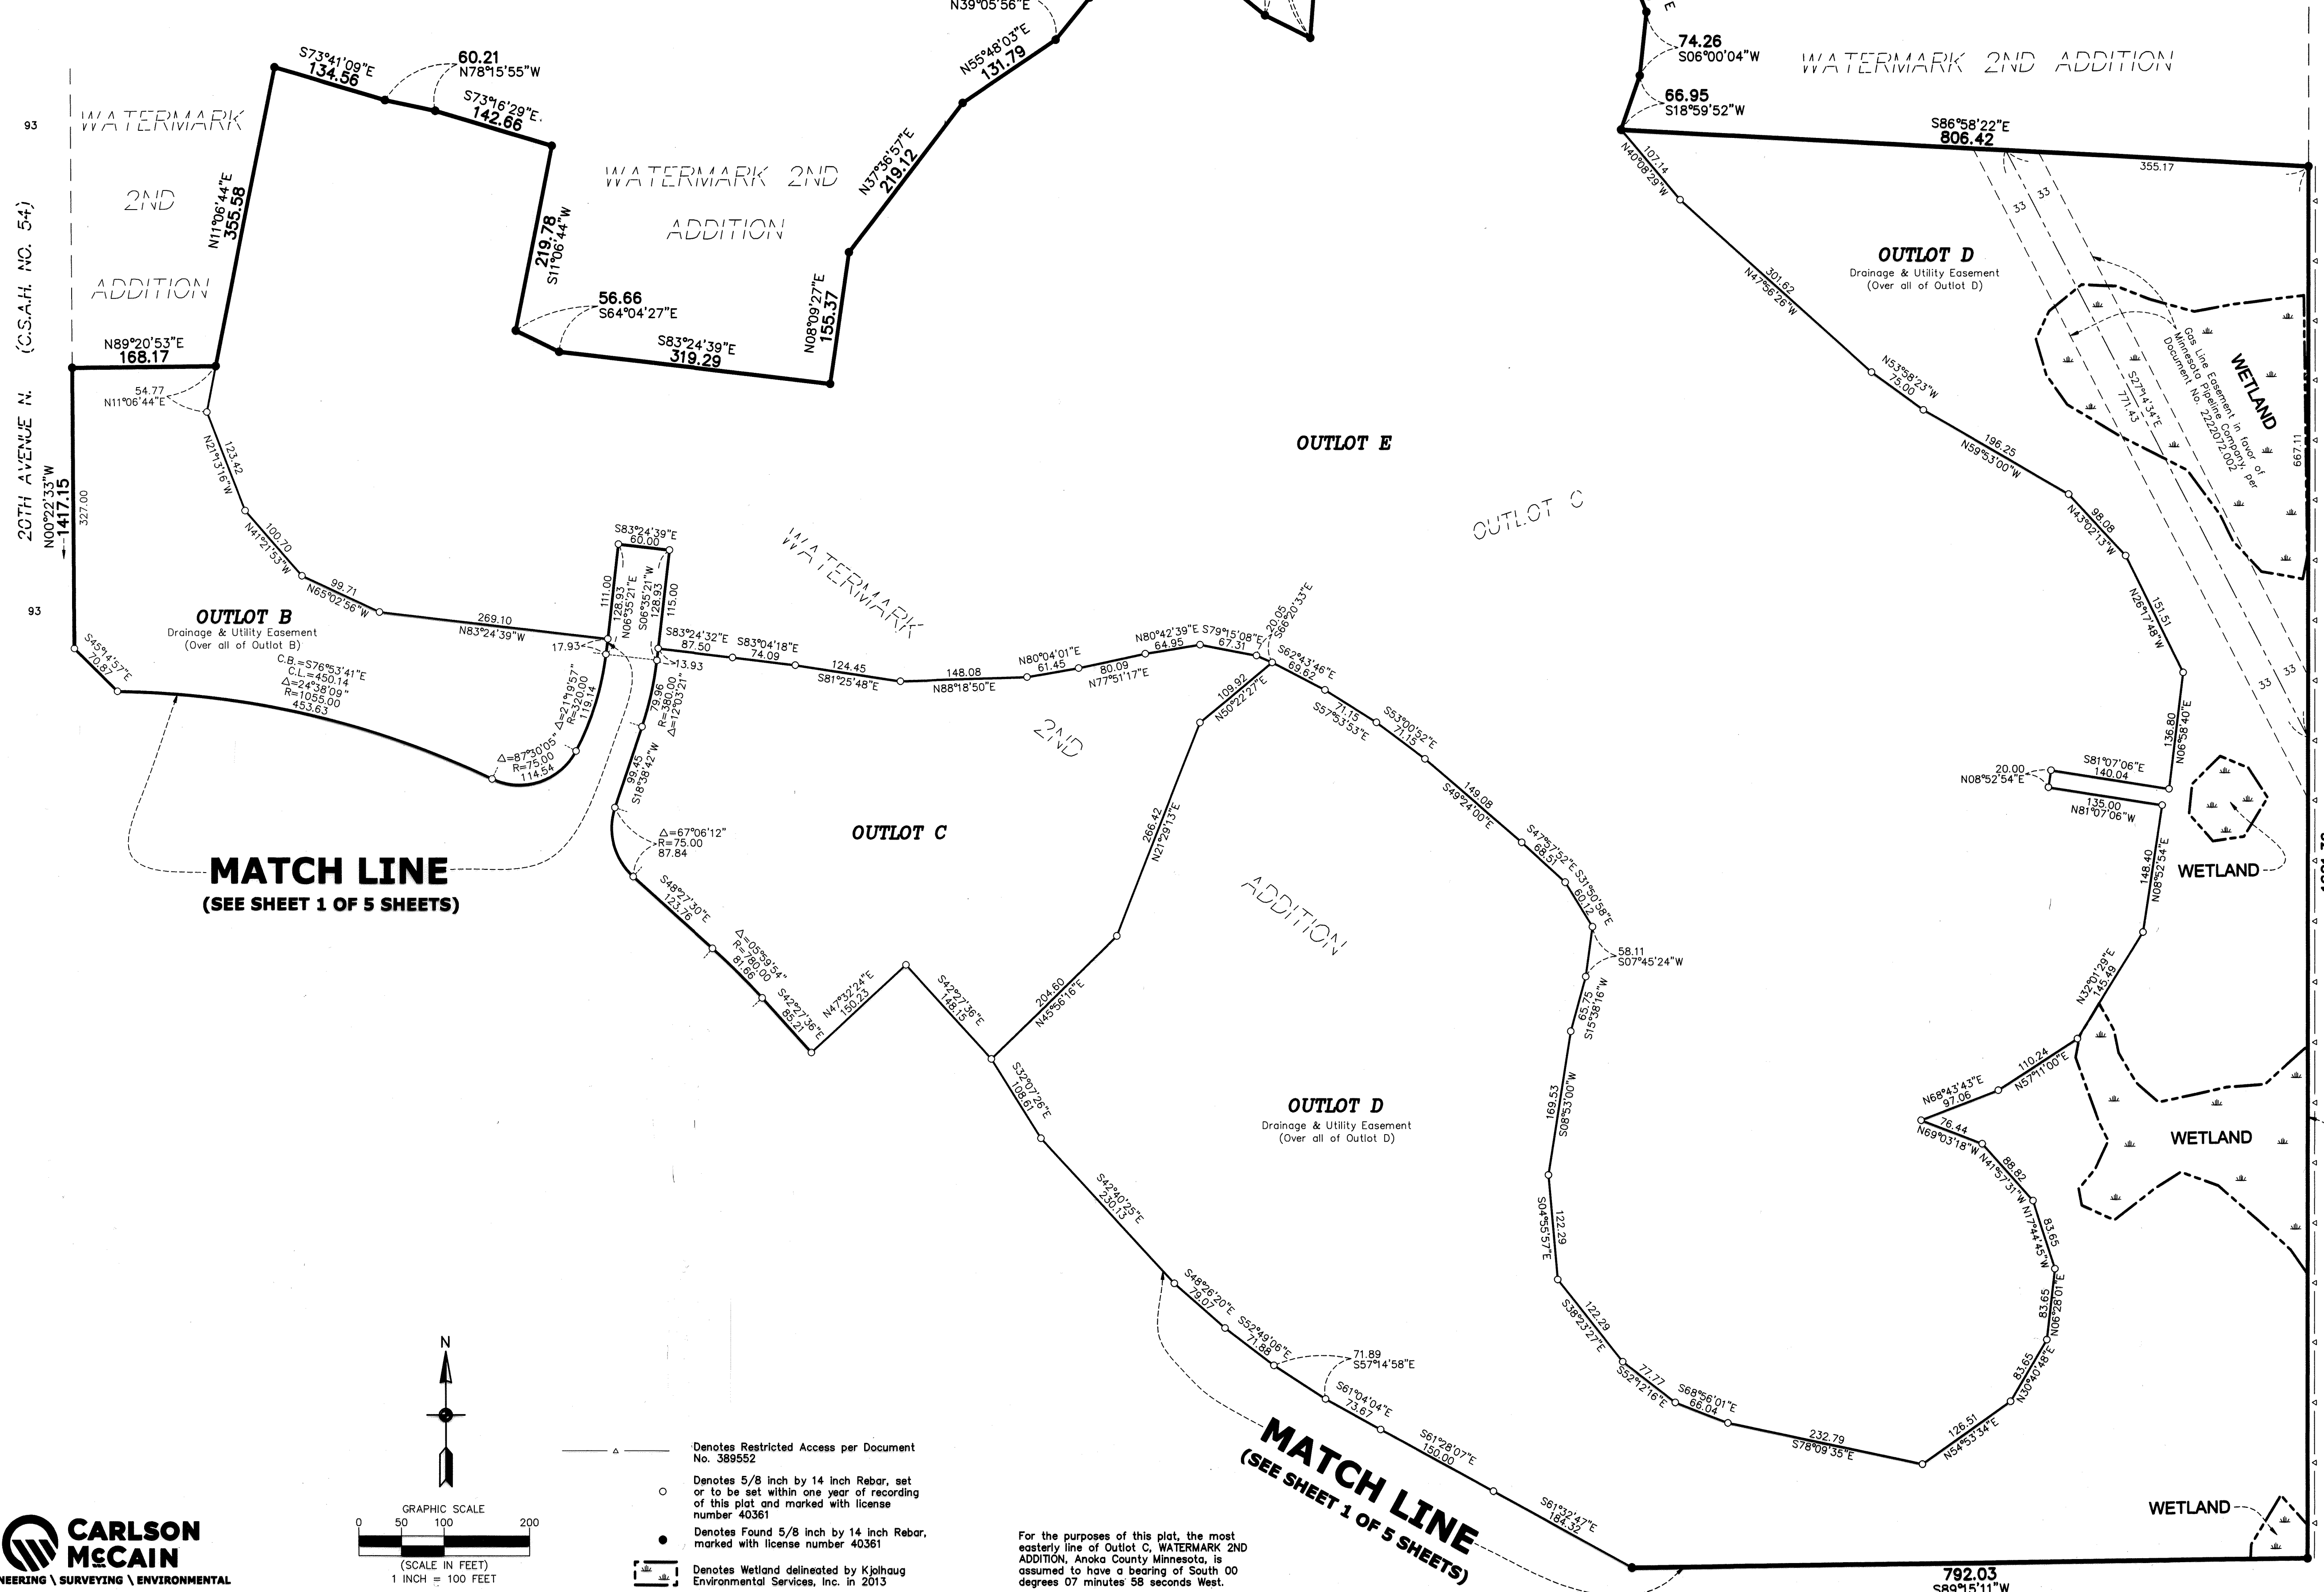 N39°05'56"E
N55°48'03"E
131.79
S73°41'09"E
134.56
60.21
N78°15'55"W
S73°16'29"E
142.66
74.26
S06°00'04"W
66.95
S18°59'52"W
WATERMARK 2ND ADDITION
S86°58'22"E
806.42
355.17
93
WATERMARK
2ND
ADDITION
N11°06'44"E
355.58
WATERMARK 2ND
ADDITION
219.78
S11°06'44"W
N37°36'57"E
219.12
107.14
N40°08'29"W
33
33
OUTLOT D
Drainage & Utility Easement
(Over all of Outlot D)
20TH AVENUE N. (C.S.A.H. NO. 54)
56.66
S64°04'27"E
S83°24'39"E
319.29
N08°09'27"E
155.37
301.62
N47°56'26"W
N89°20'53"E
168.17
54.77
N11°06'44"E
N00°22'33"W
1417.15
327.00
123.42
N21°13'16"W
100.70
N41°21'53"W
99.71
N65°02'56"W
269.10
N83°24'39"W
OUTLOT E
OUTLOT C
N53°58'23"W
75.00
196.25
N59°53'00"W
98.08
N43°02'13"W
151.51
N26°17'48"W
S27°14'34"E
771.43
Gas Line Easement in favor of
Minnesota Pipeline Company, per
Document No. 2222072.002
WETLAND
667.11
33
33
93
OUTLOT B
Drainage & Utility Easement
(Over all of Outlot B)
S45°14'57"E
70.87
C.B.=S76°53'41"E
C.L.=450.14
Δ=24°38'09"
R=1055.00
453.63
S83°24'39"E
60.00
111.00
128.93
N06°35'21"E
S06°35'21"W
128.93
115.00
17.93
13.93
Δ=21°19'57"
R=320.00
119.14
79.96
R=380.00
Δ=12°03'21"
Δ=87°30'05"
R=75.00
114.54
99.45
S18°38'42"W
WATERMARK
S83°24'32"E
87.50
S83°04'18"E
74.09
124.45
S81°25'48"E
148.08
N88°18'50"E
N80°04'01"E
61.45
80.09
N77°51'17"E
N80°42'39"E
64.95
S79°15'08"E
67.31
20.05
S66°20'33"E
S62°43'46"E
69.62
109.92
N50°22'27"E
71.15
S57°53'53"E
S53°00'52"E
71.15
136.80
N06°58'40"E
2ND
149.08
S49°24'00"E
266.42
N21°29'13"E
20.00
N08°52'54"E
S81°07'06"E
140.04
135.00
N81°07'06"W
MATCH LINE
(SEE SHEET 1 OF 5 SHEETS)
Δ=67°06'12"
R=75.00
87.84
OUTLOT C
S47°57'52"E
68.51
S31°50'58"E
60.12
148.40
N08°52'54"E
WETLAND
S48°27'30"E
123.76
Δ=05°59'54"
R=780.00
81.66
S42°27'36"E
85.21
N47°32'24"E
150.23
S42°27'36"E
148.15
204.60
N45°56'16"E
ADDITION
58.11
S07°45'24"W
65.75
S15°38'16"W
N32°01'29"E
145.49
S32°07'26"E
108.61
169.53
S08°53'00"W
110.24
N57°11'00"E
N68°43'43"E
97.06
76.44
N69°03'18"W
88.82
N41°57'31"W
WETLAND
OUTLOT D
Drainage & Utility Easement
(Over all of Outlot D)
S42°40'25"E
230.13
122.29
S04°55'57"E
83.65
N17°44'45"W
83.65
N06°28'01"E
S48°26'20"E
79.07
S52°49'06"E
71.88
71.89
S57°14'58"E
122.29
S38°23'27"E
77.77
S52°12'16"E
S68°56'01"E
66.04
232.79
S78°09'35"E
126.51
N54°53'34"E
83.65
N30°40'48"E
S61°04'04"E
73.67
S61°28'07"E
150.00
S61°32'47"E
184.32
MATCH LINE
(SEE SHEET 1 OF 5 SHEETS)
WETLAND
792.03
S89°15'11"W
N
GRAPHIC SCALE
0 50 100 200
(SCALE IN FEET)
1 INCH = 100 FEET
CARLSON
McCAIN
NEERING \ SURVEYING \ ENVIRONMENTAL
Denotes Restricted Access per Document
No. 389552
Denotes 5/8 inch by 14 inch Rebar, set
or to be set within one year of recording
of this plat and marked with license
number 40361
Denotes Found 5/8 inch by 14 inch Rebar,
marked with license number 40361
Denotes Wetland delineated by Kjolhaug
Environmental Services, Inc. in 2013
For the purposes of this plat, the most
easterly line of Outlot C, WATERMARK 2ND
ADDITION, Anoka County Minnesota, is
assumed to have a bearing of South 00
degrees 07 minutes 58 seconds West.